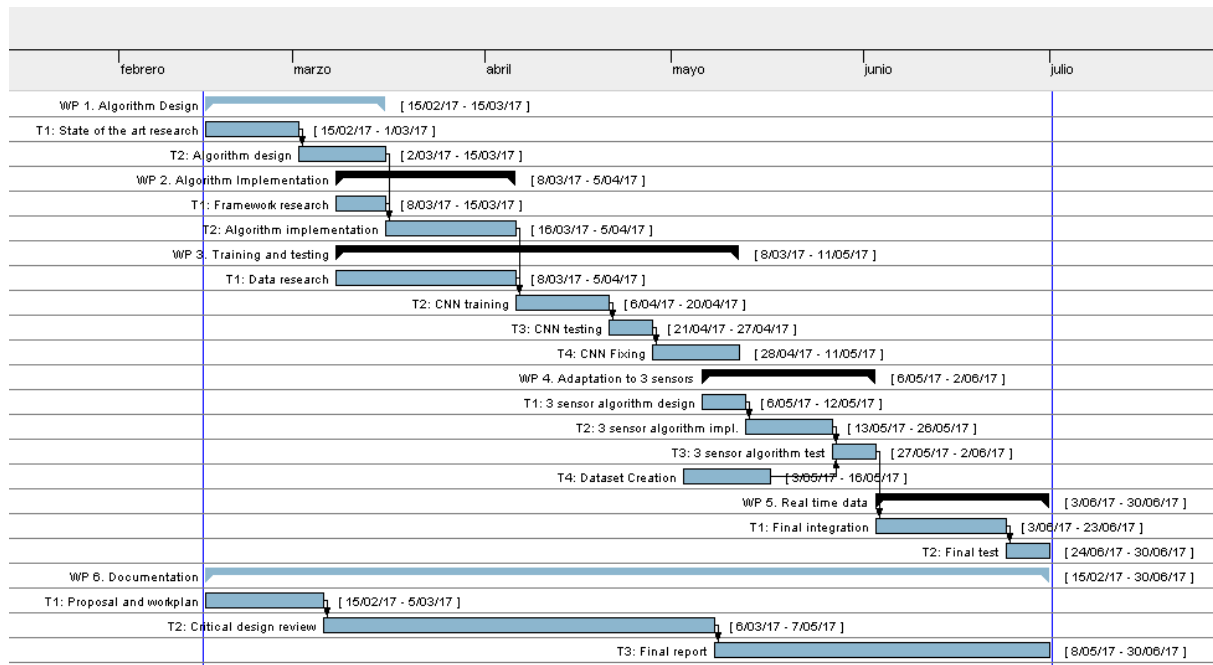 febrero marzo abril mayo junio julio
WP 1. Algorithm Design [ 15/02/17 - 15/03/17 ]
T1: State of the art research [ 15/02/17 - 1/03/17 ]
T2: Algorithm design [ 2/03/17 - 15/03/17 ]
WP 2. Algorithm Implementation [ 8/03/17 - 5/04/17 ]
T1: Framework research [ 8/03/17 - 15/03/17 ]
T2: Algorithm implementation [ 16/03/17 - 5/04/17 ]
WP 3. Training and testing [ 8/03/17 - 11/05/17 ]
T1: Data research [ 8/03/17 - 5/04/17 ]
T2: CNN training [ 6/04/17 - 20/04/17 ]
T3: CNN testing [ 21/04/17 - 27/04/17 ]
T4: CNN Fixing [ 28/04/17 - 11/05/17 ]
WP 4. Adaptation to 3 sensors [ 6/05/17 - 2/06/17 ]
T1: 3 sensor algorithm design [ 6/05/17 - 12/05/17 ]
T2: 3 sensor algorithm impl. [ 13/05/17 - 26/05/17 ]
T3: 3 sensor algorithm test [ 27/05/17 - 2/06/17 ]
T4: Dataset Creation [ 3/05/17 - 16/05/17 ]
WP 5. Real time data [ 3/06/17 - 30/06/17 ]
T1: Final integration [ 3/06/17 - 23/06/17 ]
T2: Final test [ 24/06/17 - 30/06/17 ]
WP 6. Documentation [ 15/02/17 - 30/06/17 ]
T1: Proposal and workplan [ 15/02/17 - 5/03/17 ]
T2: Critical design review [ 6/03/17 - 7/05/17 ]
T3: Final report [ 8/05/17 - 30/06/17 ]